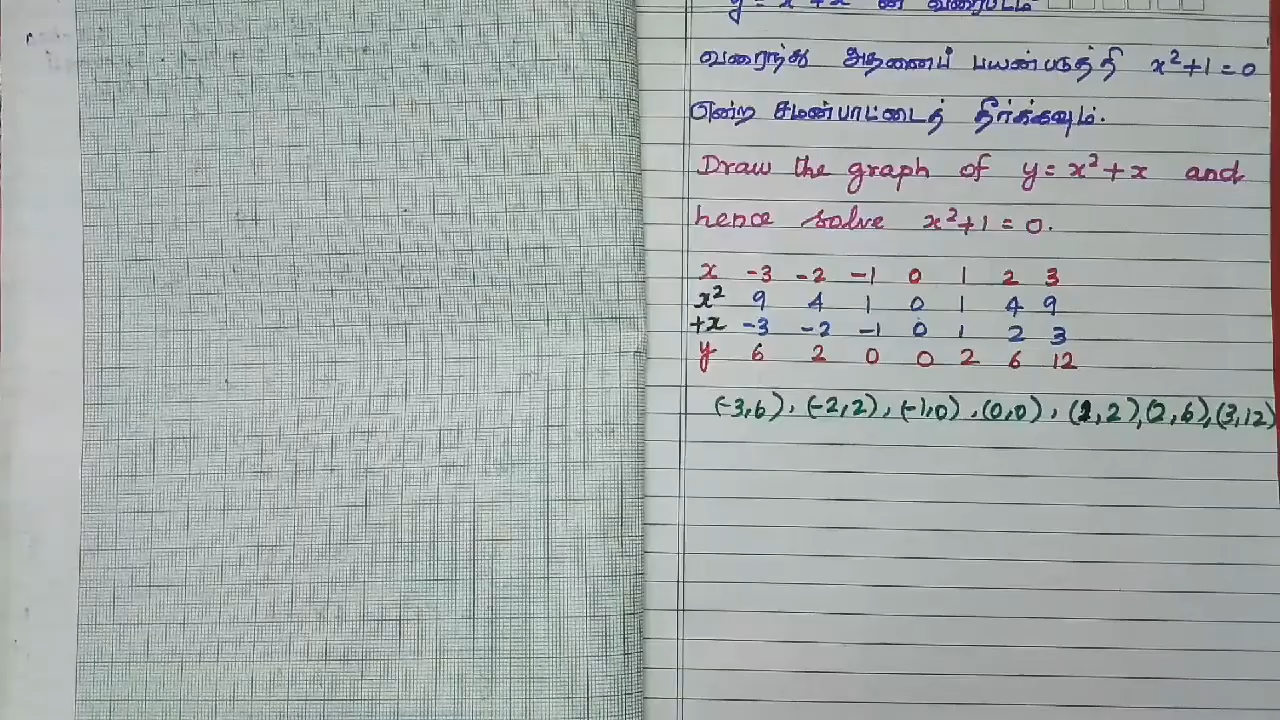 y = x²+x ன் வரைபடம்
வரைந்து அதனைப் பயன்படுத்தி x²+1=0
என்ற சமன்பாட்டைத் தீர்க்கவும்.
Draw the graph of y=x²+x and
hence solve x²+1=0.
x -3 -2 -1 0 1 2 3
x² 9 4 1 0 1 4 9
+x -3 -2 -1 0 1 2 3
y 6 2 0 0 2 6 12
(-3,6), (-2,2), (-1,0), (0,0), (1,2), (2,6), (3,12)